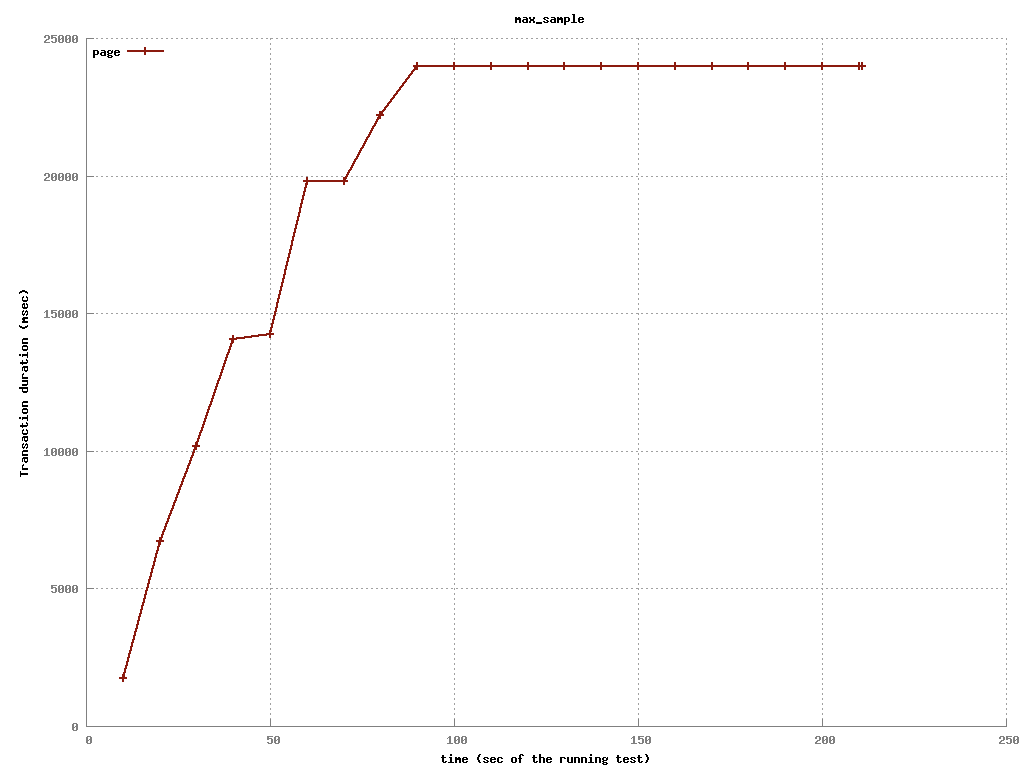 max_sample
page
25000
20000
15000
10000
5000
0
Transaction duration (msec)
0 50 100 150 200 250
time (sec of the running test)